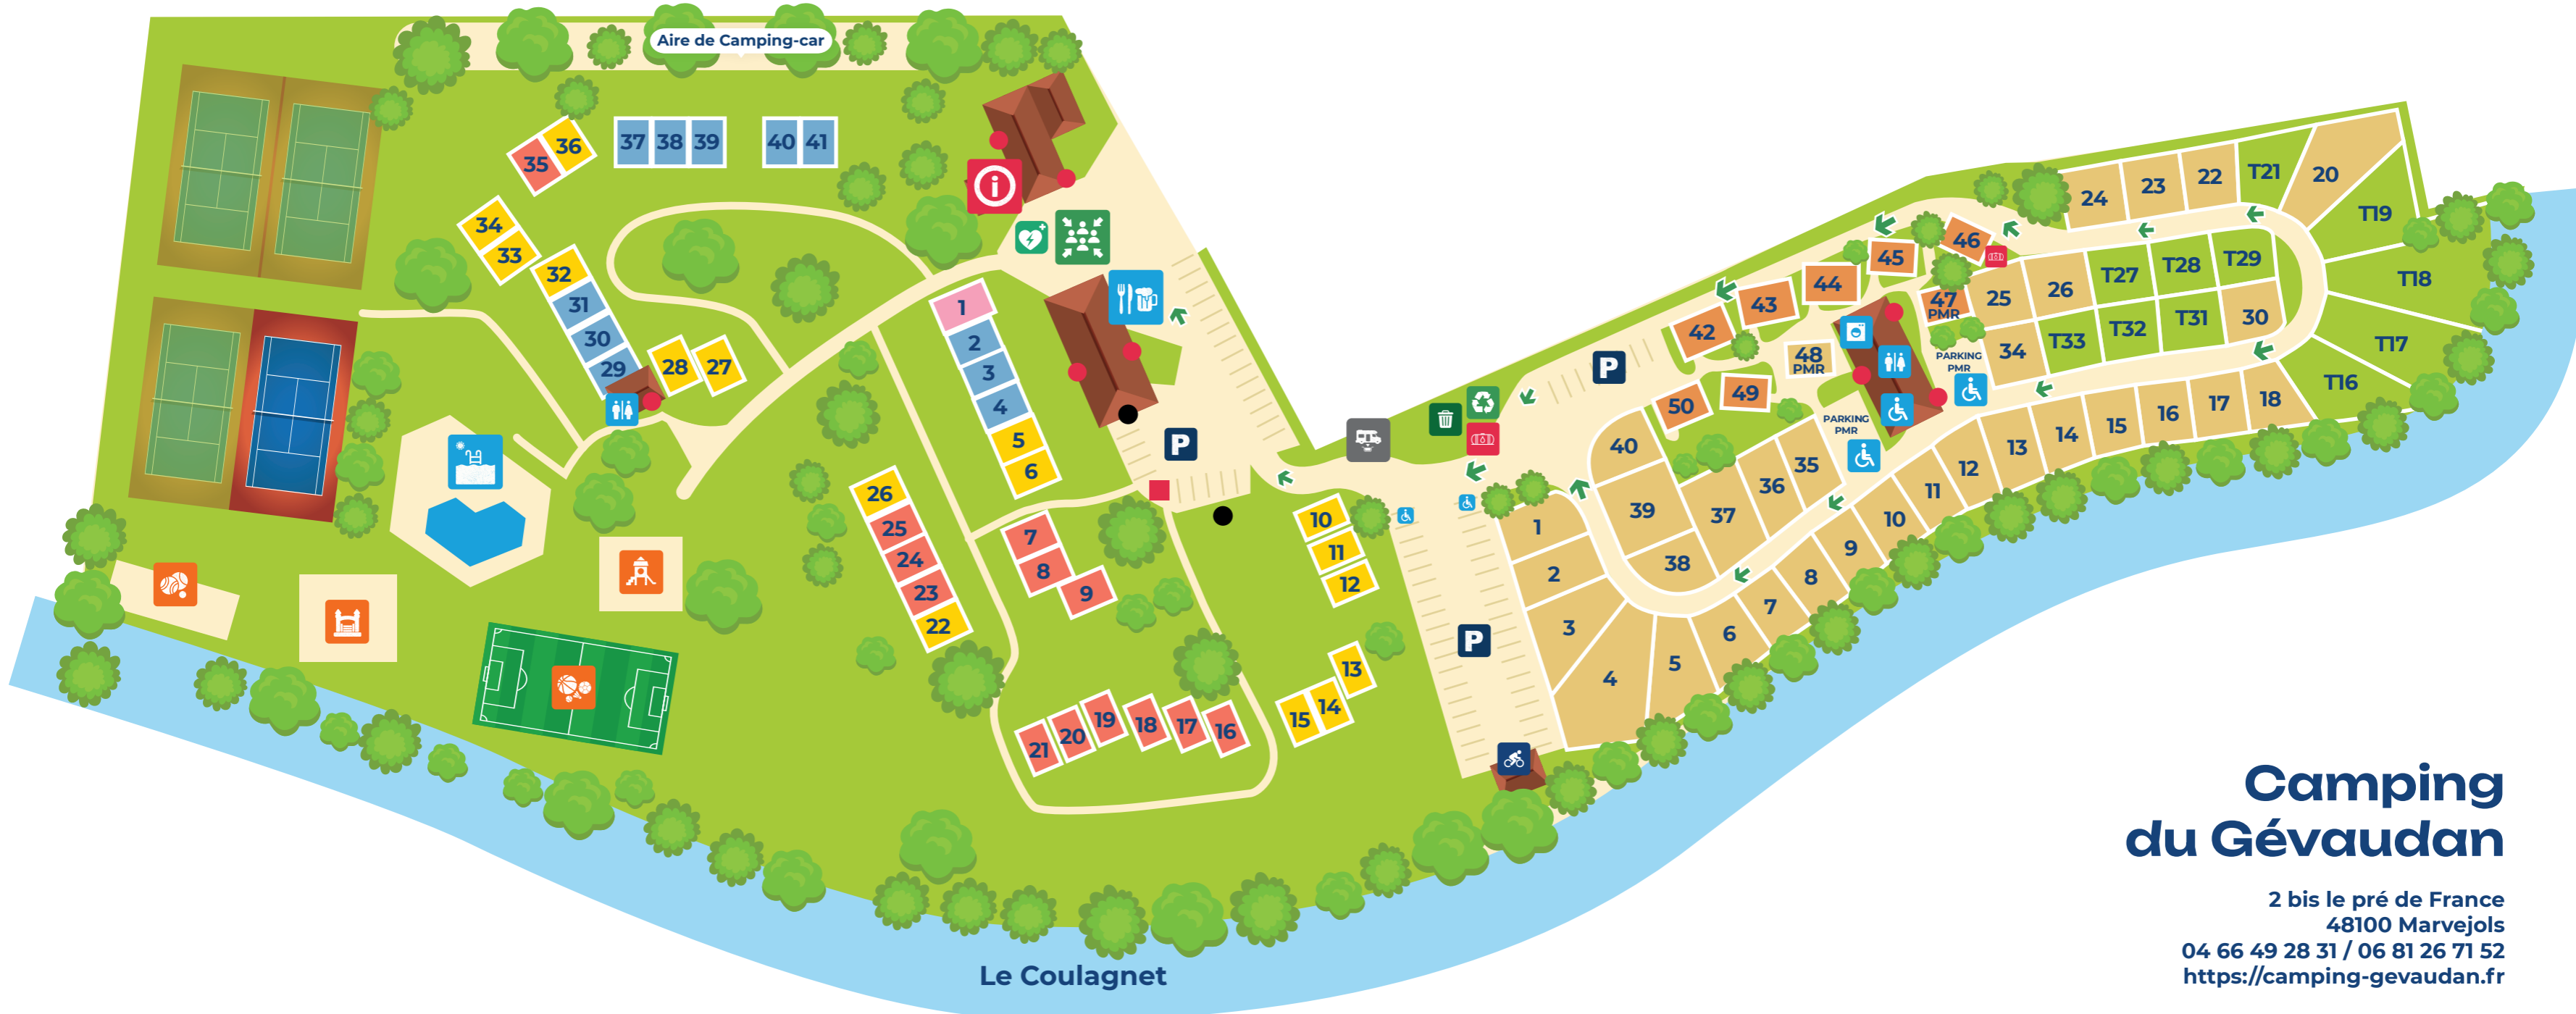 Aire de Camping-car
35
36
37
38
39
40
41
34
33
32
31
30
29
28
27
1
2
3
4
5
6
26
25
24
23
22
7
8
9
10
11
12
13
14
15
16
17
18
19
20
21
P
P
P
42
43
44
45
46
47
PMR
48
PMR
49
50
PARKING
PMR
PARKING
PMR
24
23
22
T21
20
T19
T18
T17
T16
25
26
T27
T28
T29
30
T31
T32
T33
34
18
17
16
15
14
13
12
11
10
9
8
7
6
5
4
3
2
1
40
39
38
37
36
35
Le Coulagnet
Camping
du Gévaudan
2 bis le pré de France
48100 Marvejols
04 66 49 28 31 / 06 81 26 71 52
https://camping-gevaudan.fr